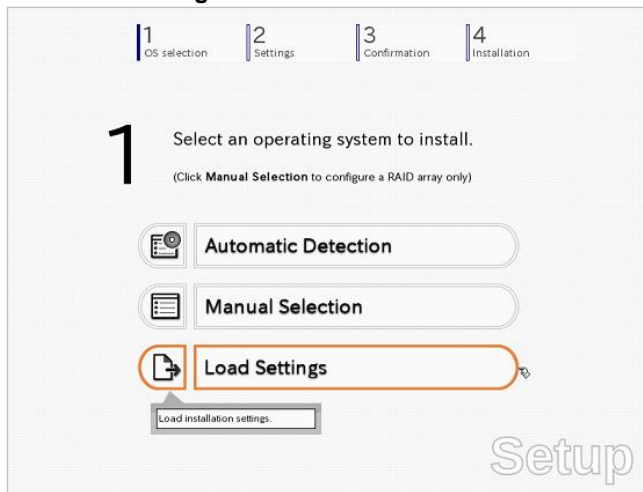 1
OS selection
2
Settings
3
Confirmation
4
Installation
1
Select an operating system to install.
(Click Manual Selection to configure a RAID array only)
Automatic Detection
Manual Selection
Load Settings
Load installation settings.
Setup